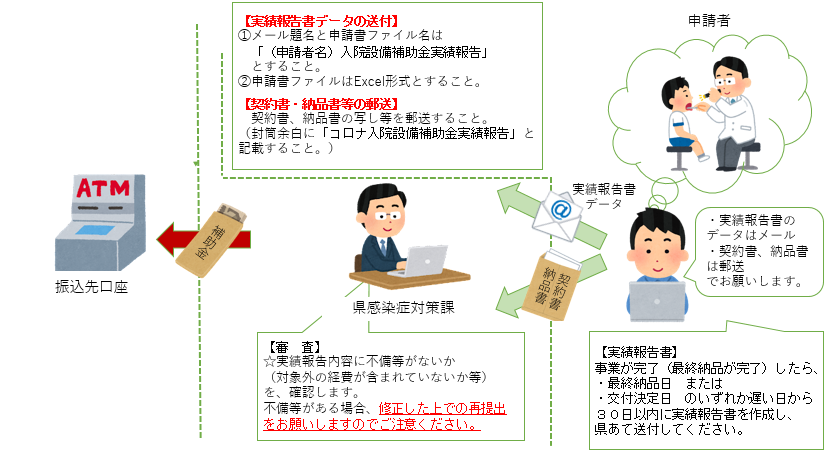 【実績報告書データの送付】
①メール題名と申請書ファイル名は
「（申請者名）入院設備補助金実績報告」
とすること。
②申請書ファイルはExcel形式とすること。
【契約書・納品書等の郵送】
契約書、納品書の写し等を郵送すること。
（封筒余白に「コロナ入院設備補助金実績報告」と
記載すること。）
申請者
ATM
振込先口座
補助金
県感染症対策課
実績報告書
データ
@
契約書
納品書
・実績報告書の
データはメール
・契約書、納品書
は郵送
でお願いします。
【審　査】
☆実績報告内容に不備等がないか
（対象外の経費が含まれていないか等）
を、確認します。
不備等がある場合、修正した上での再提出
をお願いしますのでご注意ください。
【実績報告書】
事業が完了（最終納品が完了）したら、
・最終納品日　または
・交付決定日　のいずれか遅い日から
３０日以内に実績報告書を作成し、
県あて送付してください。